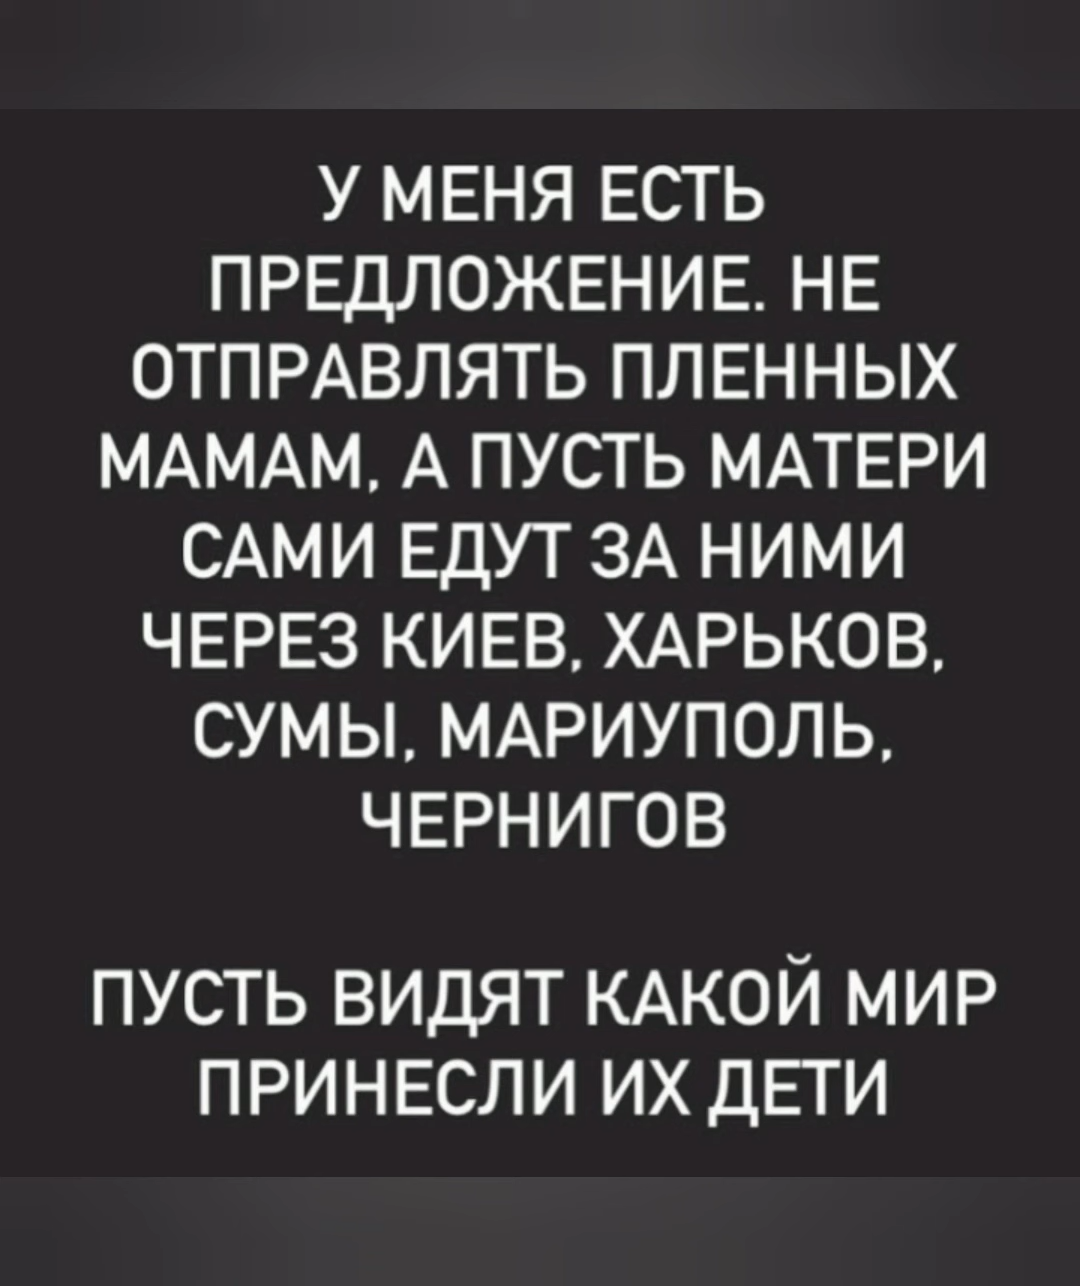 У МЕНЯ ЕСТЬ
ПРЕДЛОЖЕНИЕ. НЕ
ОТПРАВЛЯТЬ ПЛЕННЫХ
МАМАМ, А ПУСТЬ МАТЕРИ
САМИ ЕДУТ ЗА НИМИ
ЧЕРЕЗ КИЕВ, ХАРЬКОВ,
СУМЫ, МАРИУПОЛЬ,
ЧЕРНИГОВ
ПУСТЬ ВИДЯТ КАКОЙ МИР
ПРИНЕСЛИ ИХ ДЕТИ